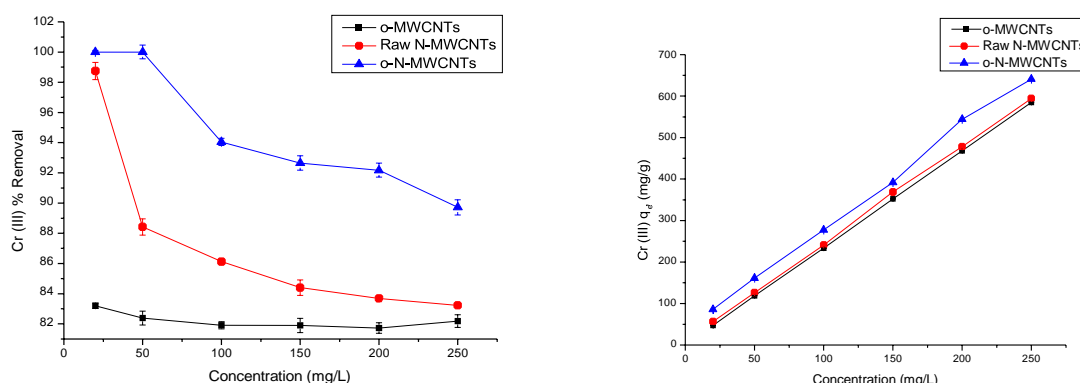 o-MWCNTs
Raw N-MWCNTs
o-N-MWCNTs
102
100
98
96
94
92
90
88
86
84
82
Cr (III) % Removal
0 50 100 150 200 250
Concentration (mg/L)
o-MWCNTs
Raw N-MWCNTs
o-N-MWCNTs
700
600
500
400
300
200
100
0
Cr (III) q (mg/g)
0 50 100 150 200 250
Concentration (mg/L)